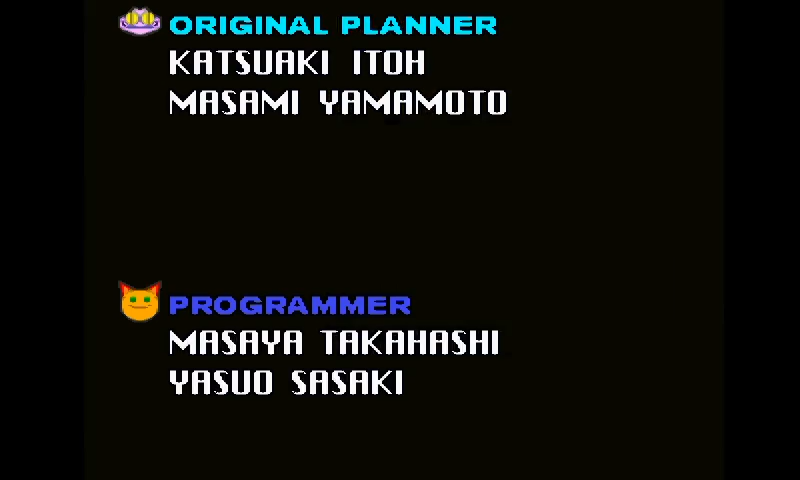 ORIGINAL PLANNER
KATSUAKI ITOH
MASAMI YAMAMOTO
PROGRAMMER
MASAYA TAKAHASHI
YASUO SASAKI